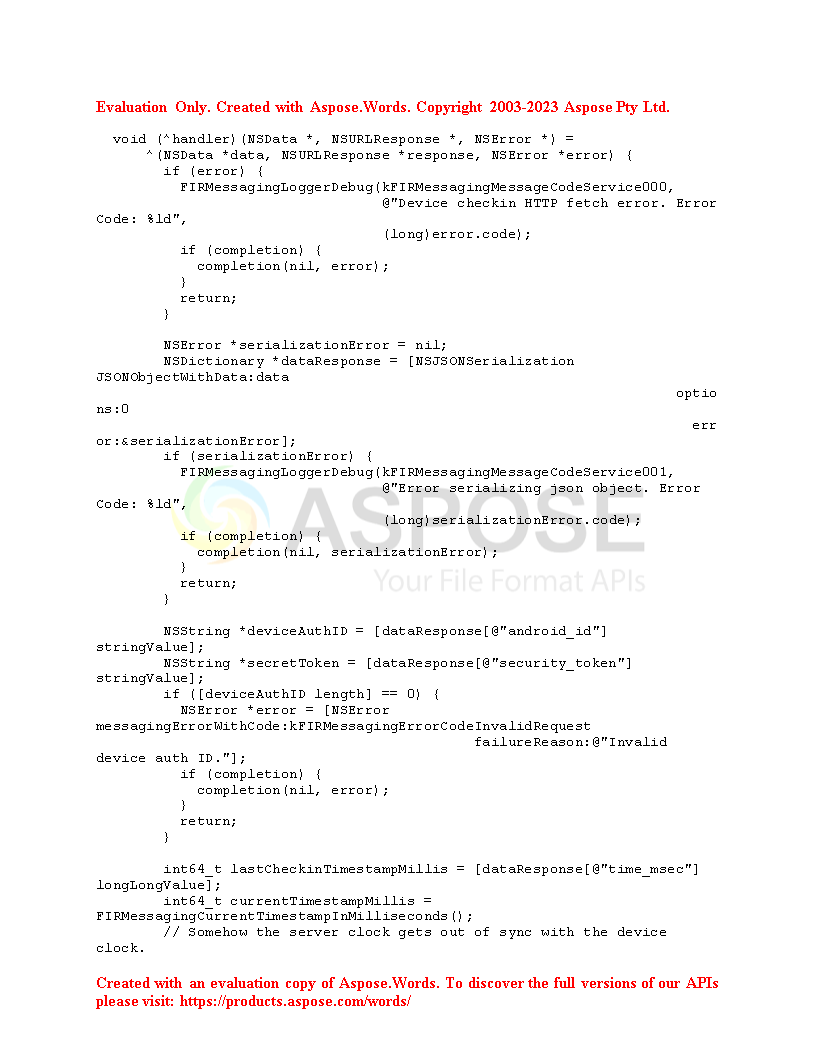 Evaluation Only. Created with Aspose.Words. Copyright 2003-2023 Aspose Pty Ltd.
  void (^handler)(NSData *, NSURLResponse *, NSError *) =
      ^(NSData *data, NSURLResponse *response, NSError *error) {
        if (error) {
          FIRMessagingLoggerDebug(kFIRMessagingMessageCodeService000,
                                  @"Device checkin HTTP fetch error. Error
Code: %ld",
                                  (long)error.code);
          if (completion) {
            completion(nil, error);
          }
          return;
        }
        NSError *serializationError = nil;
        NSDictionary *dataResponse = [NSJSONSerialization
JSONObjectWithData:data
                                                                     optio
ns:0
                                                                       err
or:&serializationError];
        if (serializationError) {
          FIRMessagingLoggerDebug(kFIRMessagingMessageCodeService001,
                                  @"Error serializing json object. Error
Code: %ld",
                                  (long)serializationError.code);
          if (completion) {
            completion(nil, serializationError);
          }
          return;
        }
ASPOSE
Your File Format APIs
        NSString *deviceAuthID = [dataResponse[@"android_id"]
stringValue];
        NSString *secretToken = [dataResponse[@"security_token"]
stringValue];
        if ([deviceAuthID length] == 0) {
          NSError *error = [NSError
messagingErrorWithCode:kFIRMessagingErrorCodeInvalidRequest
                                             failureReason:@"Invalid
device auth ID."];
          if (completion) {
            completion(nil, error);
          }
          return;
        }
        int64_t lastCheckinTimestampMillis = [dataResponse[@"time_msec"]
longLongValue];
        int64_t currentTimestampMillis =
FIRMessagingCurrentTimestampInMilliseconds();
        // Somehow the server clock gets out of sync with the device
clock.
Created with an evaluation copy of Aspose.Words. To discover the full versions of our APIs
please visit: https://products.aspose.com/words/